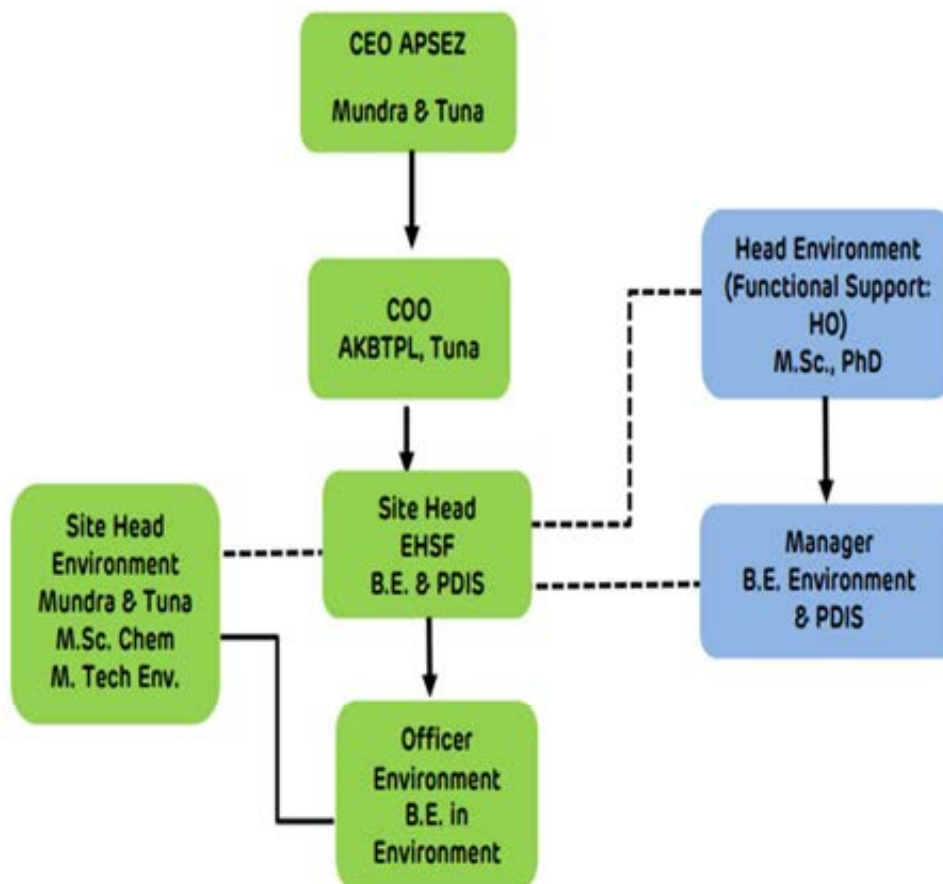 CEO APSEZ
Mundra & Tuna
COO
AKBTPL, Tuna
Head Environment
(Functional Support:
HO)
M.Sc., PhD
Site Head
Environment
Mundra & Tuna
M.Sc. Chem
M. Tech Env.
Site Head
EHSF
B.E. & PDIS
Manager
B.E. Environment
& PDIS
Officer
Environment
B.E. in
Environment